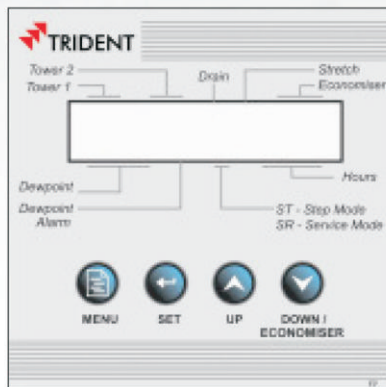 TRIDENT
Tower 2
Tower 1
Drain
Stretch
Economiser
Dewpoint
Dewpoint
Alarm
Hours
ST - Step Mode
SR - Service Mode
MENU
SET
UP
DOWN /
ECONOMISER